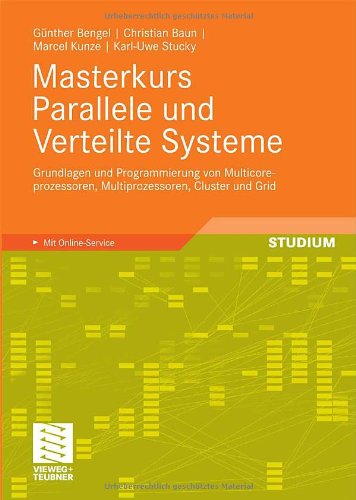 Urheberrechtlich geschütztes Material
Günther Bengel | Christian Baun |
Marcel Kunze | Karl-Uwe Stucky
Masterkurs
Parallele und
Verteilte Systeme
Grundlagen und Programmierung von Multicore-
prozessoren, Multiprozessoren, Cluster und Grid
Mit Online-Service
STUDIUM
VIEWEG+
TEUBNER
Urheberrechtlich geschütztes Material